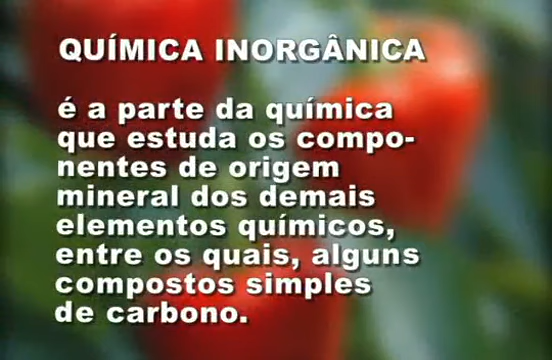 QUÍMICA INORGÂNICA
é a parte da química
que estuda os compo-
nentes de origem
mineral dos demais
elementos químicos,
entre os quais, alguns
compostos simples
de carbono.